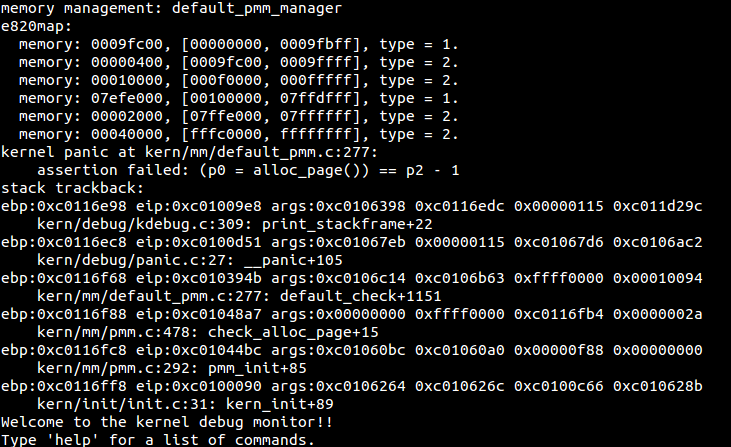 memory management: default_pmm_manager
e820map:
  memory: 0009fc00, [00000000, 0009fbff], type = 1.
  memory: 00000400, [0009fc00, 0009ffff], type = 2.
  memory: 00010000, [000f0000, 000fffff], type = 2.
  memory: 07efe000, [00100000, 07ffdfff], type = 1.
  memory: 00002000, [07ffe000, 07ffffff], type = 2.
  memory: 00040000, [fffc0000, ffffffff], type = 2.
kernel panic at kern/mm/default_pmm.c:277:
    assertion failed: (p0 = alloc_page()) == p2 - 1
stack trackback:
ebp:0xc0116e98 eip:0xc01009e8 args:0xc0106398 0xc0116edc 0x00000115 0xc011d29c
    kern/debug/kdebug.c:309: print_stackframe+22
ebp:0xc0116ec8 eip:0xc0100d51 args:0xc01067eb 0x00000115 0xc01067d6 0xc0106ac2
    kern/debug/panic.c:27: __panic+105
ebp:0xc0116f68 eip:0xc010394b args:0xc0106c14 0xc0106b63 0xffff0000 0x00010094
    kern/mm/default_pmm.c:277: default_check+1151
ebp:0xc0116f88 eip:0xc01048a7 args:0x00000000 0xffff0000 0xc0116fb4 0x0000002a
    kern/mm/pmm.c:478: check_alloc_page+15
ebp:0xc0116fc8 eip:0xc01044bc args:0xc01060bc 0xc01060a0 0x00000f88 0x00000000
    kern/mm/pmm.c:292: pmm_init+85
ebp:0xc0116ff8 eip:0xc0100090 args:0xc0106264 0xc010626c 0xc0100c66 0xc010628b
    kern/init/init.c:31: kern_init+89
Welcome to the kernel debug monitor!!
Type 'help' for a list of commands.